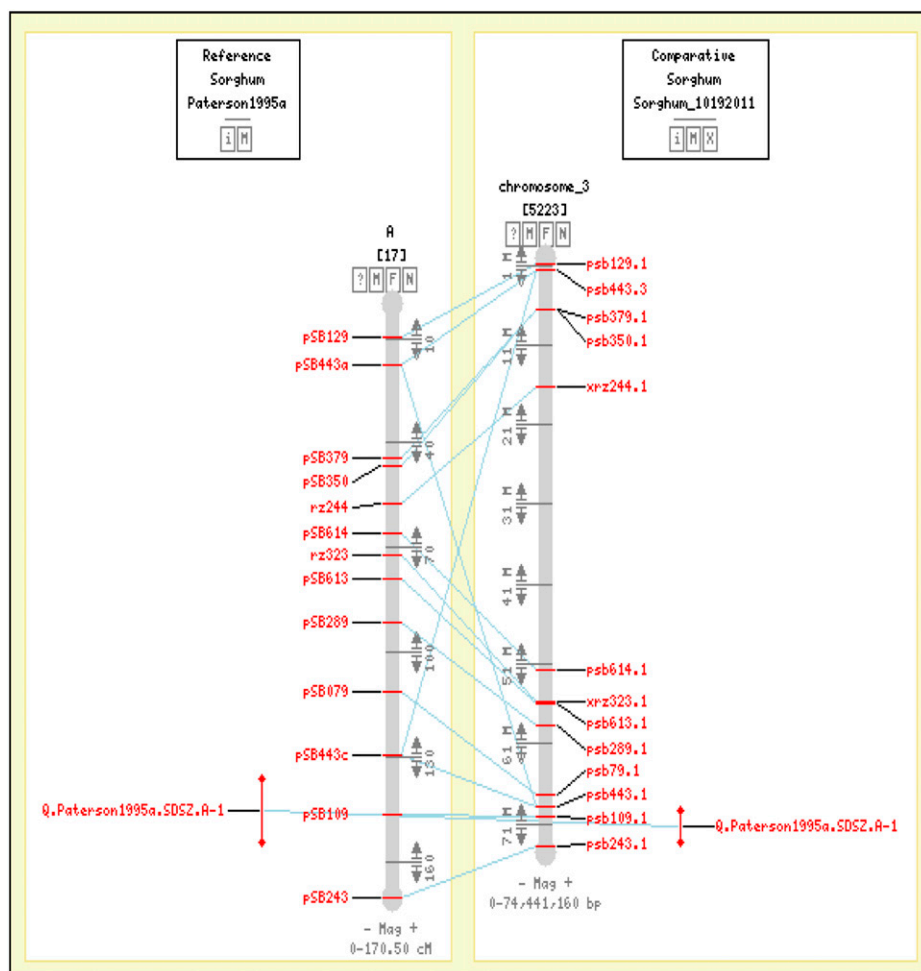 Reference
Sorghum
Paterson1995a
i M
Comparative
Sorghum
Sorghum_10192011
i M X
A
[17]
? M F N
pSB129
10
pSB443a
40
pSB379
pSB350
rz244
pSB614
70
rz323
pSB613
pSB289
100
pSB079
pSB443c
130
Q.Paterson1995a.SDSZ.A-1
pSB109
160
pSB243
- Mag +
0-170.50 cM
chromosome_3
[5223]
? M F N
1 M
psb129.1
psb443.3
psb379.1
11 M
psb350.1
xrz244.1
21 M
31 M
41 M
51 M
psb614.1
xrz323.1
psb613.1
61 M
psb289.1
psb79.1
psb443.1
71 M
psb109.1
Q.Paterson1995a.SDSZ.A-1
psb243.1
- Mag +
0-74,441,160 bp